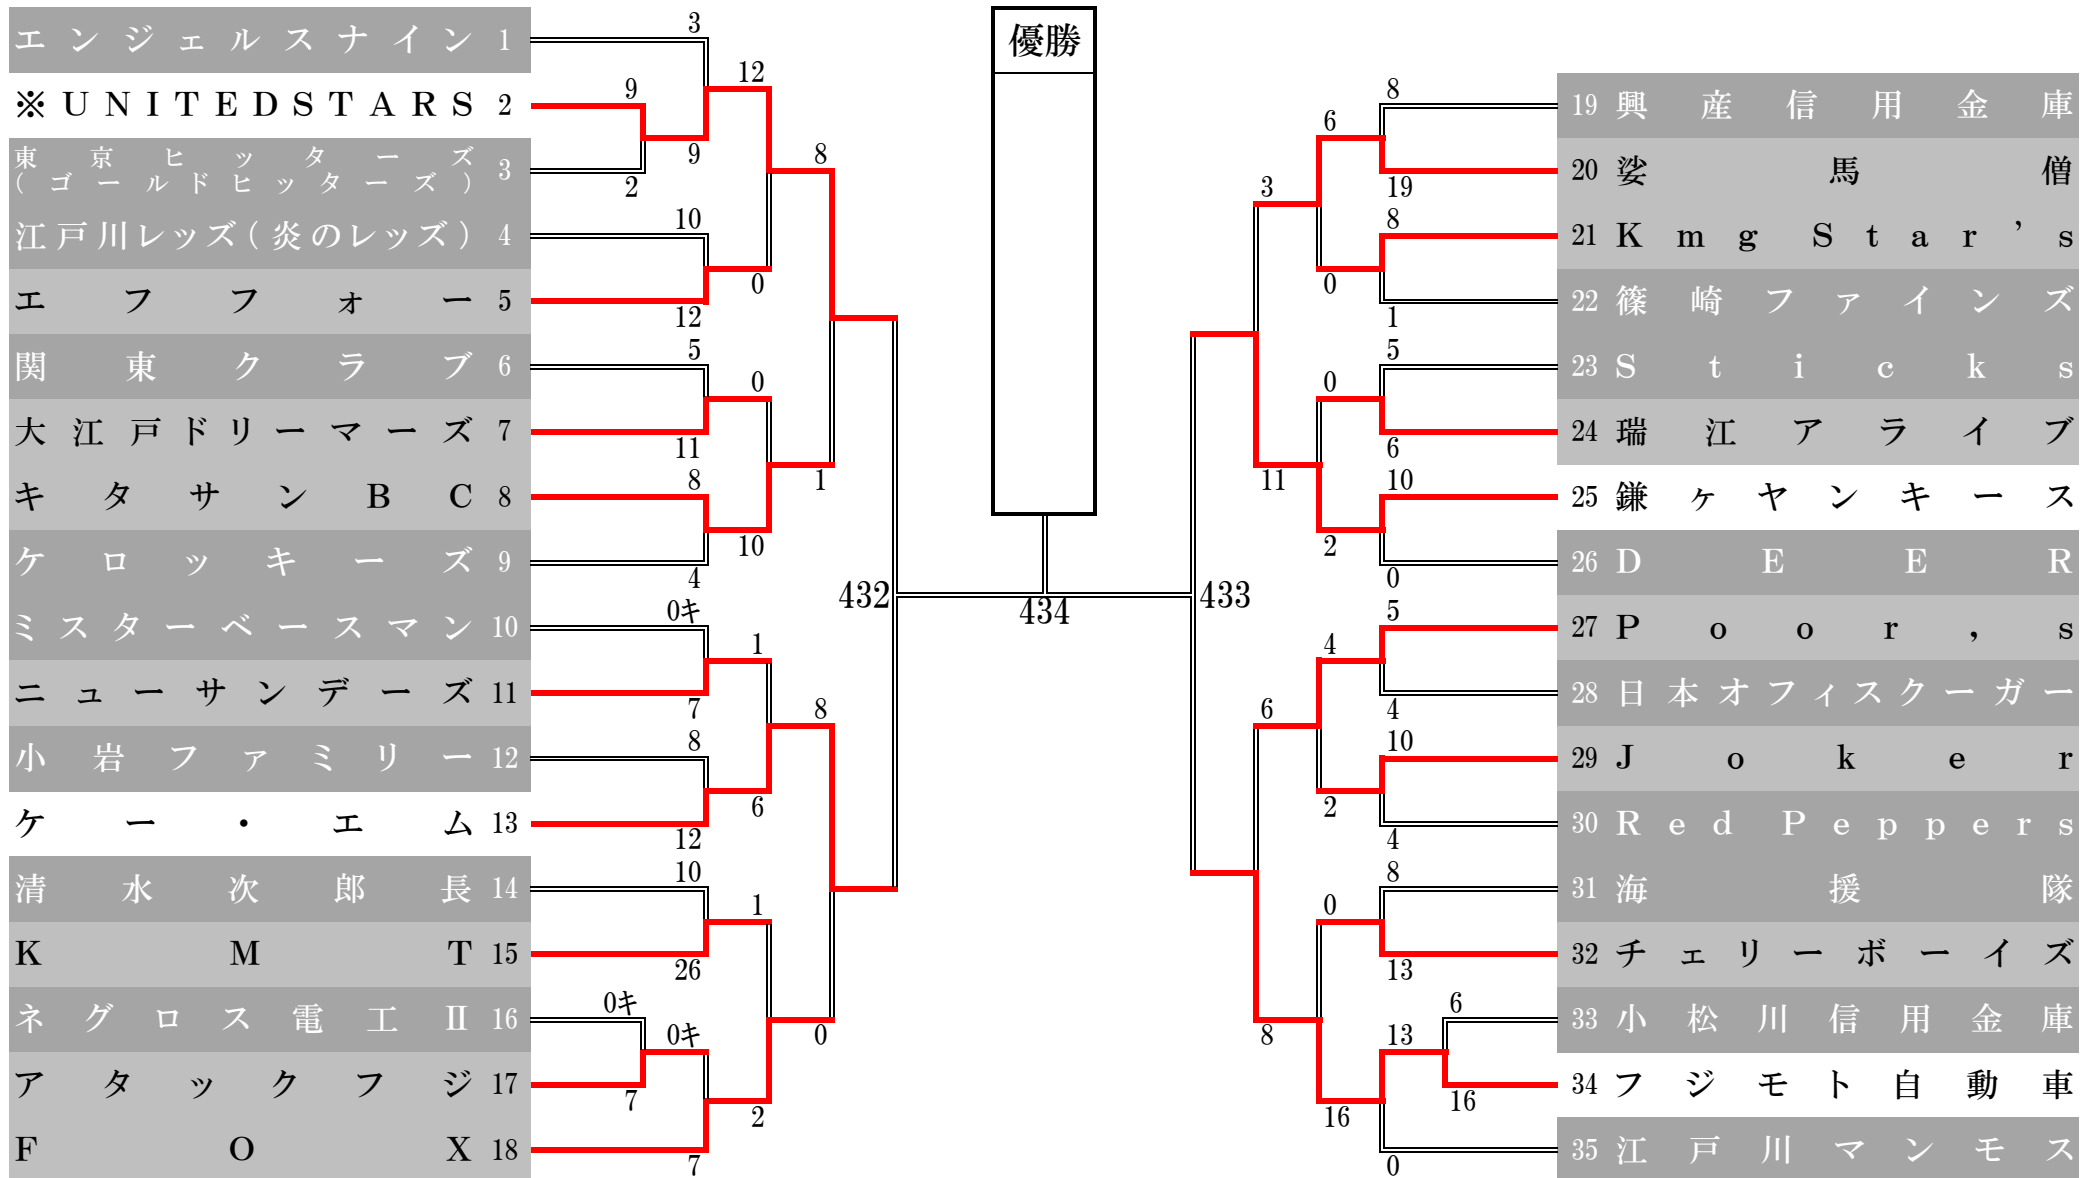 エンジェルスナイン 1
※UNITEDSTARS 2
東京ヒッターズ
(ゴールドヒッターズ) 3
江戸川レッズ(炎のレッズ) 4
エフフォー 5
関東クラブ 6
大江戸ドリーマーズ 7
キタサンBC 8
ケロッキーズ 9
ミスターベースマン 10
ニューサンデーズ 11
小岩ファミリー 12
ケー・エム 13
清水次郎長 14
KMT 15
ネグロス電工Ⅱ 16
アタックフジ 17
FOX 18
3
9
2
9
10
12
5
11
8
4
0キ
7
8
12
10
26
0キ
7
0キ
7
12
0
0
10
1
6
1
2
8
1
8
0
432
優勝
434
433
3
11
6
8
6
0
0
2
4
2
0
16
8
19
8
1
5
6
10
0
5
4
10
4
8
13
13
6
16
0
19 興産信用金庫
20 娑馬僧
21 Kmg Star's
22 篠崎ファインズ
23 Sticks
24 瑞江アライブ
25 鎌ヶヤンキース
26 DEER
27 Poor,s
28 日本オフィスクーガー
29 Joker
30 Red Peppers
31 海援隊
32 チェリーボーイズ
33 小松川信用金庫
34 フジモト自動車
35 江戸川マンモス